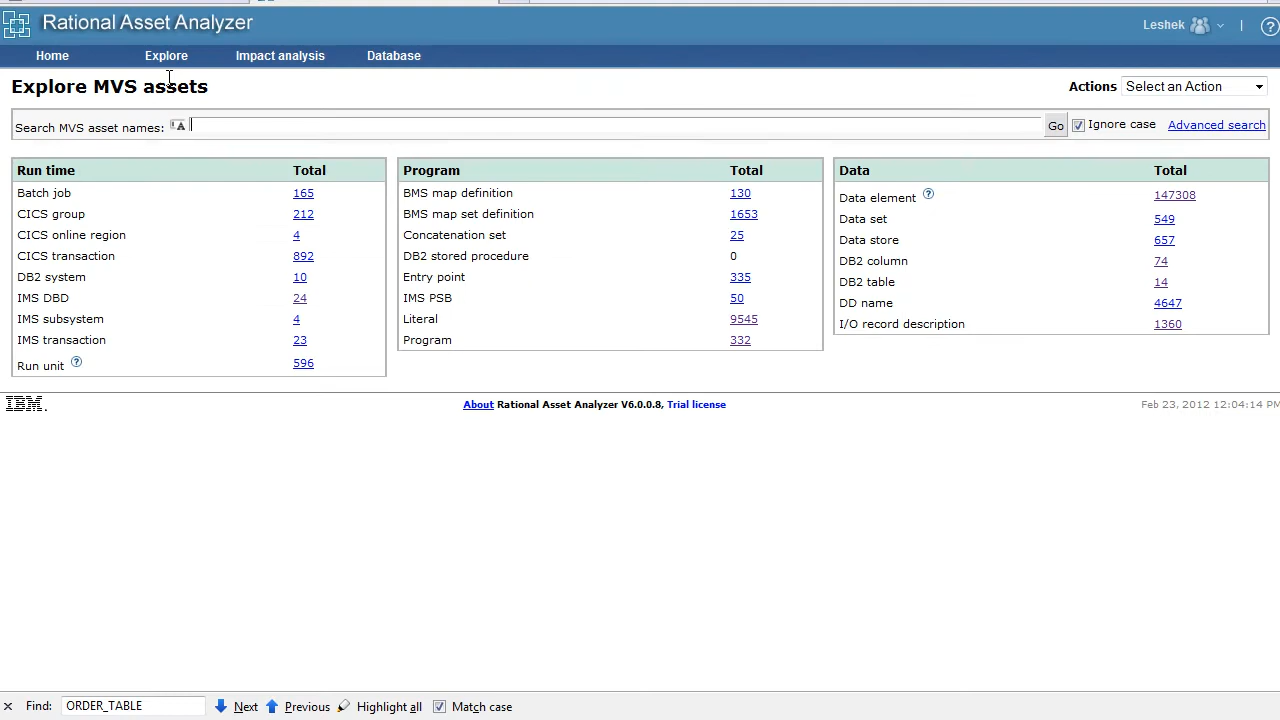 Rational Asset Analyzer
Leshek
Home Explore Impact analysis Database
Explore MVS assets
Actions Select an Action
Search MVS asset names: Go Ignore case Advanced search
Run time Total
Batch job 165
CICS group 212
CICS online region 4
CICS transaction 892
DB2 system 10
IMS DBD 24
IMS subsystem 4
IMS transaction 23
Run unit ? 596
Program Total
BMS map definition 130
BMS map set definition 1653
Concatenation set 25
DB2 stored procedure 0
Entry point 335
IMS PSB 50
Literal 9545
Program 332
Data Total
Data element ? 147308
Data set 549
Data store 657
DB2 column 74
DB2 table 14
DD name 4647
I/O record description 1360
IBM. About Rational Asset Analyzer V6.0.0.8, Trial license Feb 23, 2012 12:04:14 PM
Find: ORDER_TABLE Next Previous Highlight all Match case